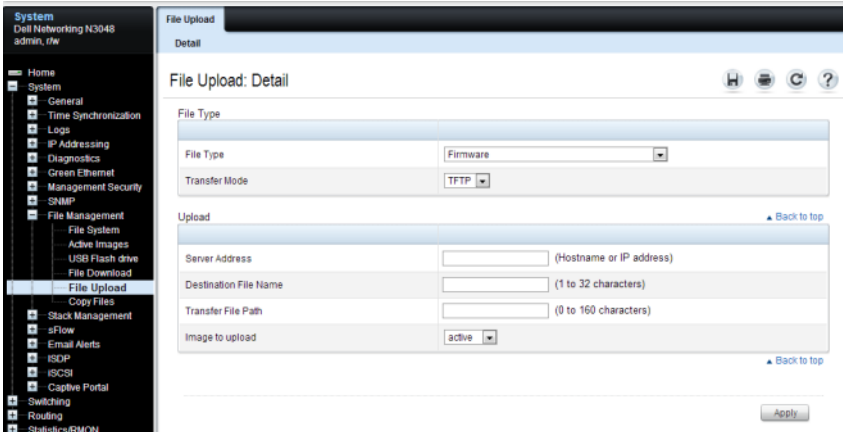 System
Dell Networking N3048
admin, r/w
Home
System
General
Time Synchronization
Logs
IP Addressing
Diagnostics
Green Ethernet
Management Security
SNMP
File Management
File System
Active Images
USB Flash drive
File Download
File Upload
Copy Files
Stack Management
sFlow
Email Alerts
ISDP
iSCSI
Captive Portal
Switching
Routing
Statistics/RMON
File Upload
Detail
File Upload: Detail
?
File Type
File Type
Firmware
Transfer Mode
TFTP
Upload
Back to top
Server Address
(Hostname or IP address)
Destination File Name
(1 to 32 characters)
Transfer File Path
(0 to 160 characters)
Image to upload
active
Back to top
Apply